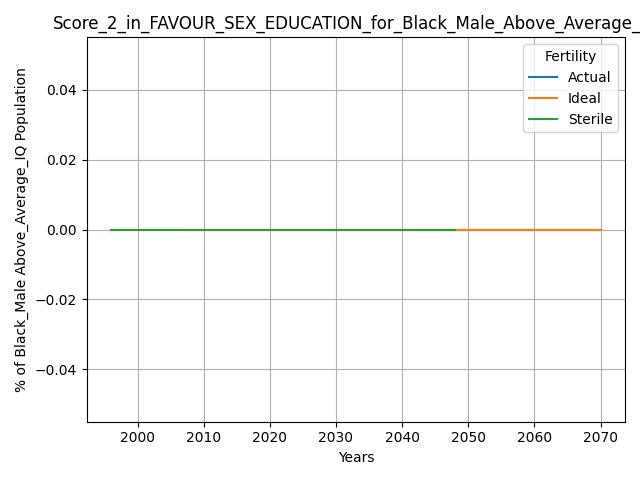 Score_2_in_FAVOUR_SEX_EDUCATION_for_Black_Male_Above_Average_
% of Black_Male Above_Average_IQ Population
0.04
0.02
0.00
−0.02
−0.04
Fertility
Actual
Ideal
Sterile
2000 2010 2020 2030 2040 2050 2060 2070
Years